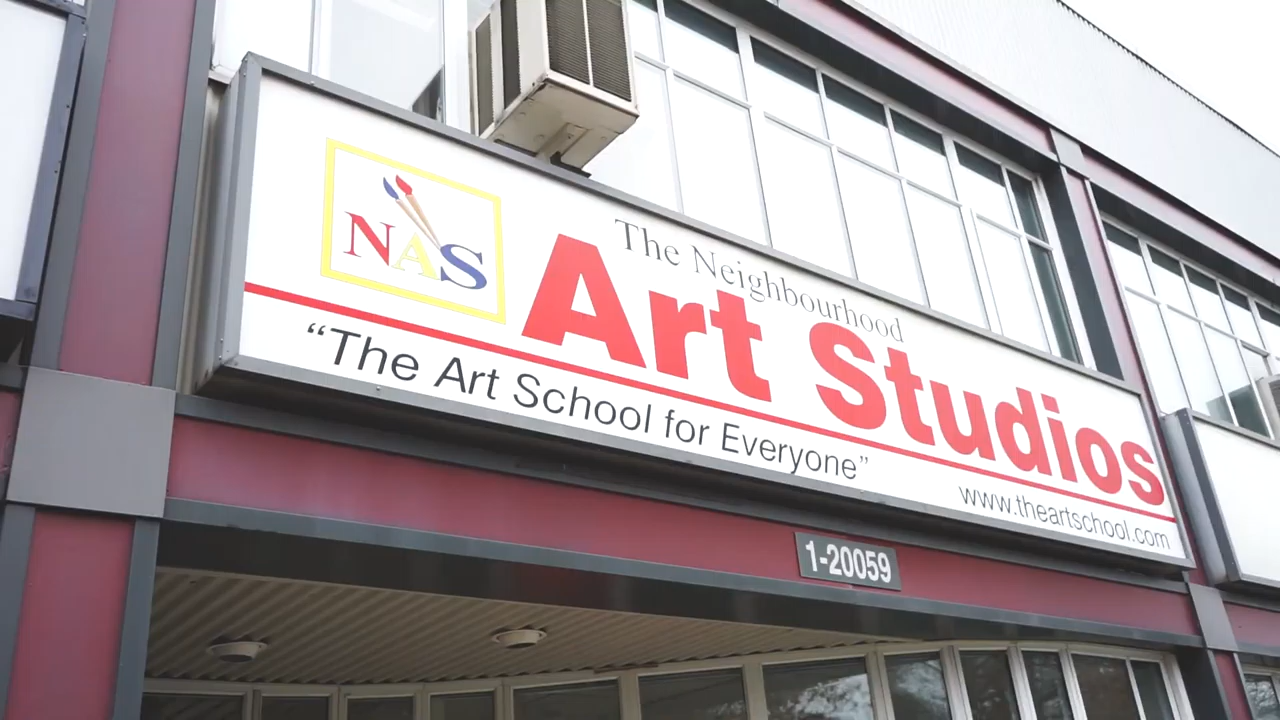 NAS
The Neighbourhood
Art Studios
“The Art School for Everyone”
www.theartschool.com
1-20059